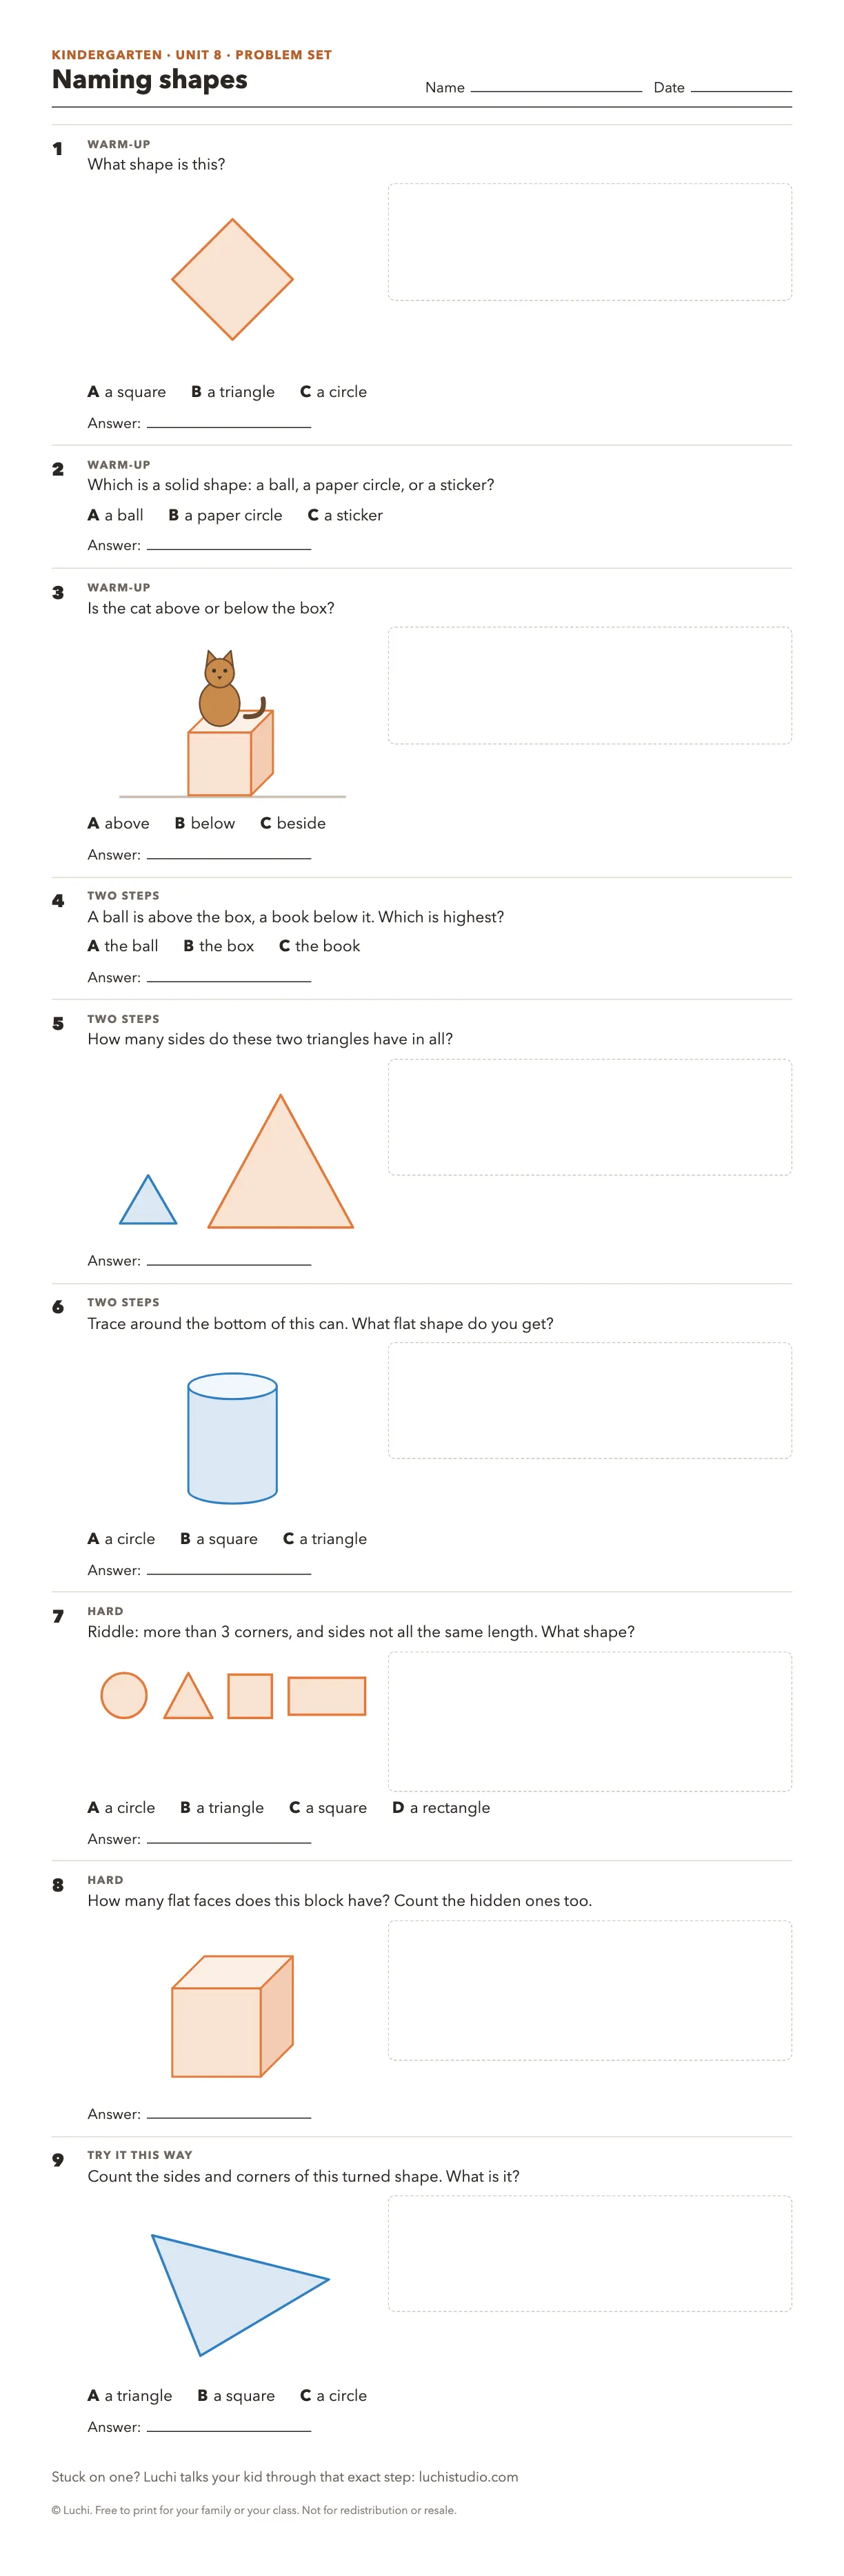 KINDERGARTEN · UNIT 8 · PROBLEM SET
Naming shapes
Name
Date
1
WARM-UP
What shape is this?
A a square B a triangle C a circle
Answer:
2
WARM-UP
Which is a solid shape: a ball, a paper circle, or a sticker?
A a ball B a paper circle C a sticker
Answer:
3
WARM-UP
Is the cat above or below the box?
A above B below C beside
Answer:
4
TWO STEPS
A ball is above the box, a book below it. Which is highest?
A the ball B the box C the book
Answer:
5
TWO STEPS
How many sides do these two triangles have in all?
Answer:
6
TWO STEPS
Trace around the bottom of this can. What flat shape do you get?
A a circle B a square C a triangle
Answer:
7
HARD
Riddle: more than 3 corners, and sides not all the same length. What shape?
A a circle B a triangle C a square D a rectangle
Answer:
8
HARD
How many flat faces does this block have? Count the hidden ones too.
Answer:
9
TRY IT THIS WAY
Count the sides and corners of this turned shape. What is it?
A a triangle B a square C a circle
Answer:
Stuck on one? Luchi talks your kid through that exact step: luchistudio.com
© Luchi. Free to print for your family or your class. Not for redistribution or resale.